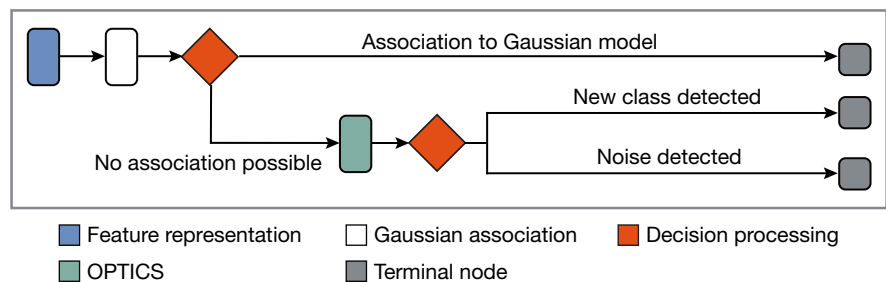 Association to Gaussian model
New class detected
No association possible
Noise detected
Feature representation
Gaussian association
Decision processing
OPTICS
Terminal node